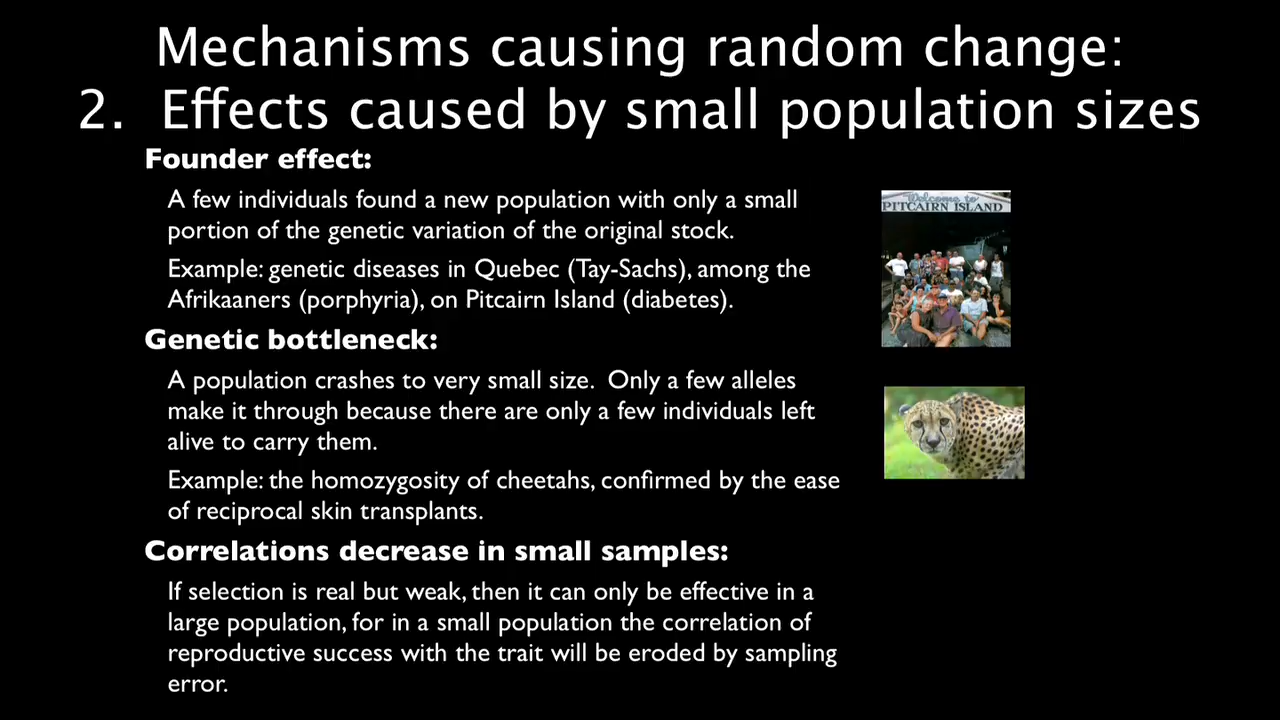 Mechanisms causing random change:
2. Effects caused by small population sizes
Founder effect:
A few individuals found a new population with only a small
portion of the genetic variation of the original stock.
Example: genetic diseases in Quebec (Tay-Sachs), among the
Afrikaaners (porphyria), on Pitcairn Island (diabetes).
Welcome to
PITCAIRN ISLAND
Genetic bottleneck:
A population crashes to very small size. Only a few alleles
make it through because there are only a few individuals left
alive to carry them.
Example: the homozygosity of cheetahs, confirmed by the ease
of reciprocal skin transplants.
Correlations decrease in small samples:
If selection is real but weak, then it can only be effective in a
large population, for in a small population the correlation of
reproductive success with the trait will be eroded by sampling
error.